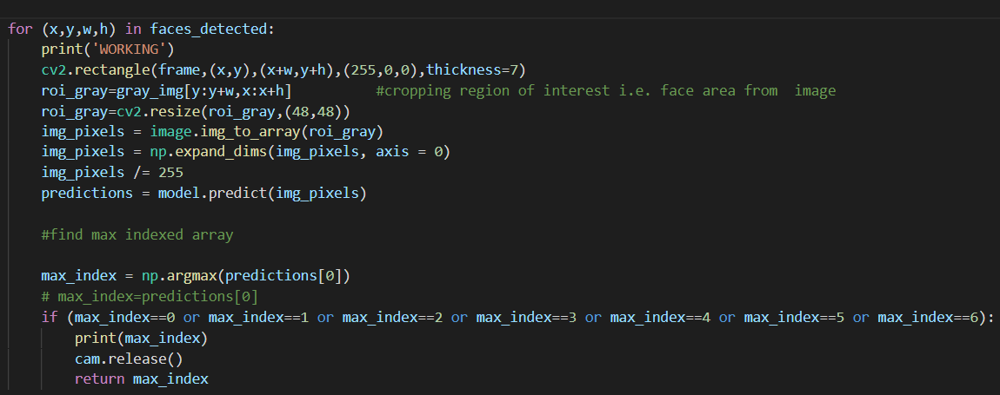 for (x,y,w,h) in faces_detected:
    print('WORKING')
    cv2.rectangle(frame,(x,y),(x+w,y+h),(255,0,0),thickness=7)
    roi_gray=gray_img[y:y+w,x:x+h]          #cropping region of interest i.e. face area from  image
    roi_gray=cv2.resize(roi_gray,(48,48))
    img_pixels = image.img_to_array(roi_gray)
    img_pixels = np.expand_dims(img_pixels, axis = 0)
    img_pixels /= 255
    predictions = model.predict(img_pixels)

    #find max indexed array

    max_index = np.argmax(predictions[0])
    # max_index=predictions[0]
    if (max_index==0 or max_index==1 or max_index==2 or max_index==3 or max_index==4 or max_index==5 or max_index==6):
        print(max_index)
        cam.release()
        return max_index